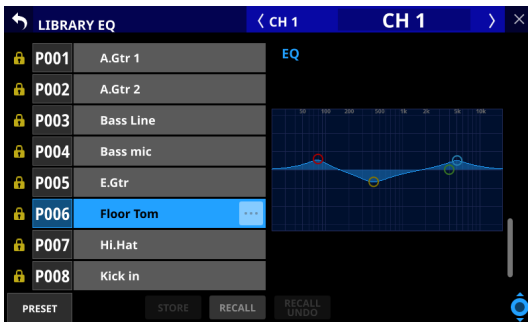 LIBRARY EQ
CH 1
CH 1
P001 A.Gtr 1
P002 A.Gtr 2
P003 Bass Line
P004 Bass mic
P005 E.Gtr
P006 Floor Tom
P007 Hi.Hat
P008 Kick in
EQ
50 100 200 500 1k 2k 5k 10k
PRESET
STORE
RECALL
RECALL
UNDO